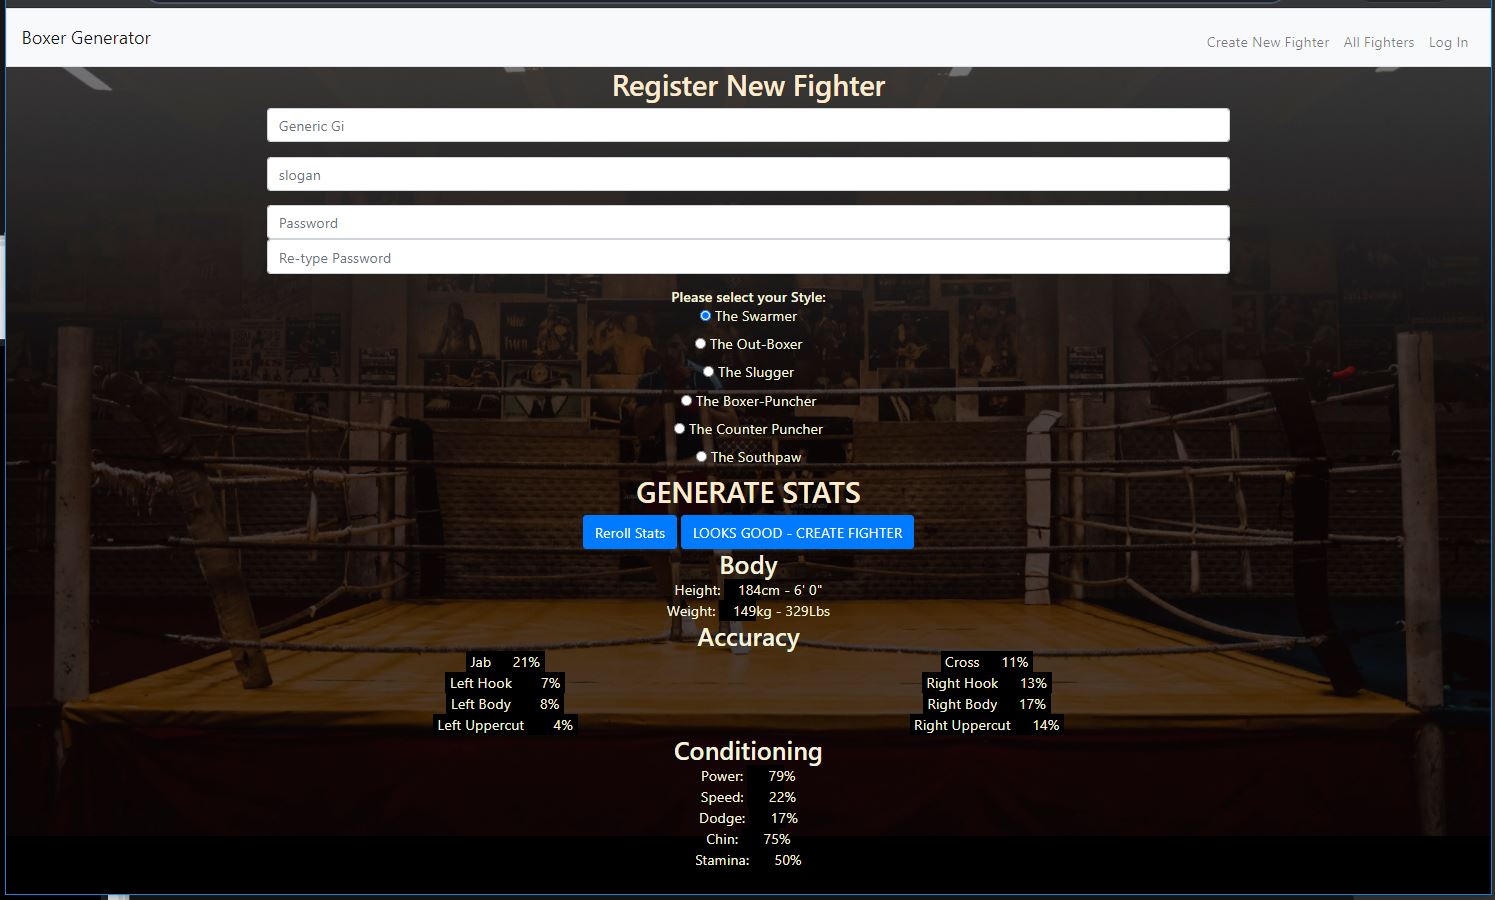 Boxer Generator
Create New Fighter All Fighters Log In
Register New Fighter
Generic Gi
slogan
Password
Re-type Password
Please select your Style:
The Swarmer
The Out-Boxer
The Slugger
The Boxer-Puncher
The Counter Puncher
The Southpaw
GENERATE STATS
Reroll Stats LOOKS GOOD - CREATE FIGHTER
Body
Height: 184cm - 6' 0"
Weight: 149kg - 329Lbs
Accuracy
Jab 21% Cross 11%
Left Hook 7% Right Hook 13%
Left Body 8% Right Body 17%
Left Uppercut 4% Right Uppercut 14%
Conditioning
Power: 79%
Speed: 22%
Dodge: 17%
Chin: 75%
Stamina: 50%